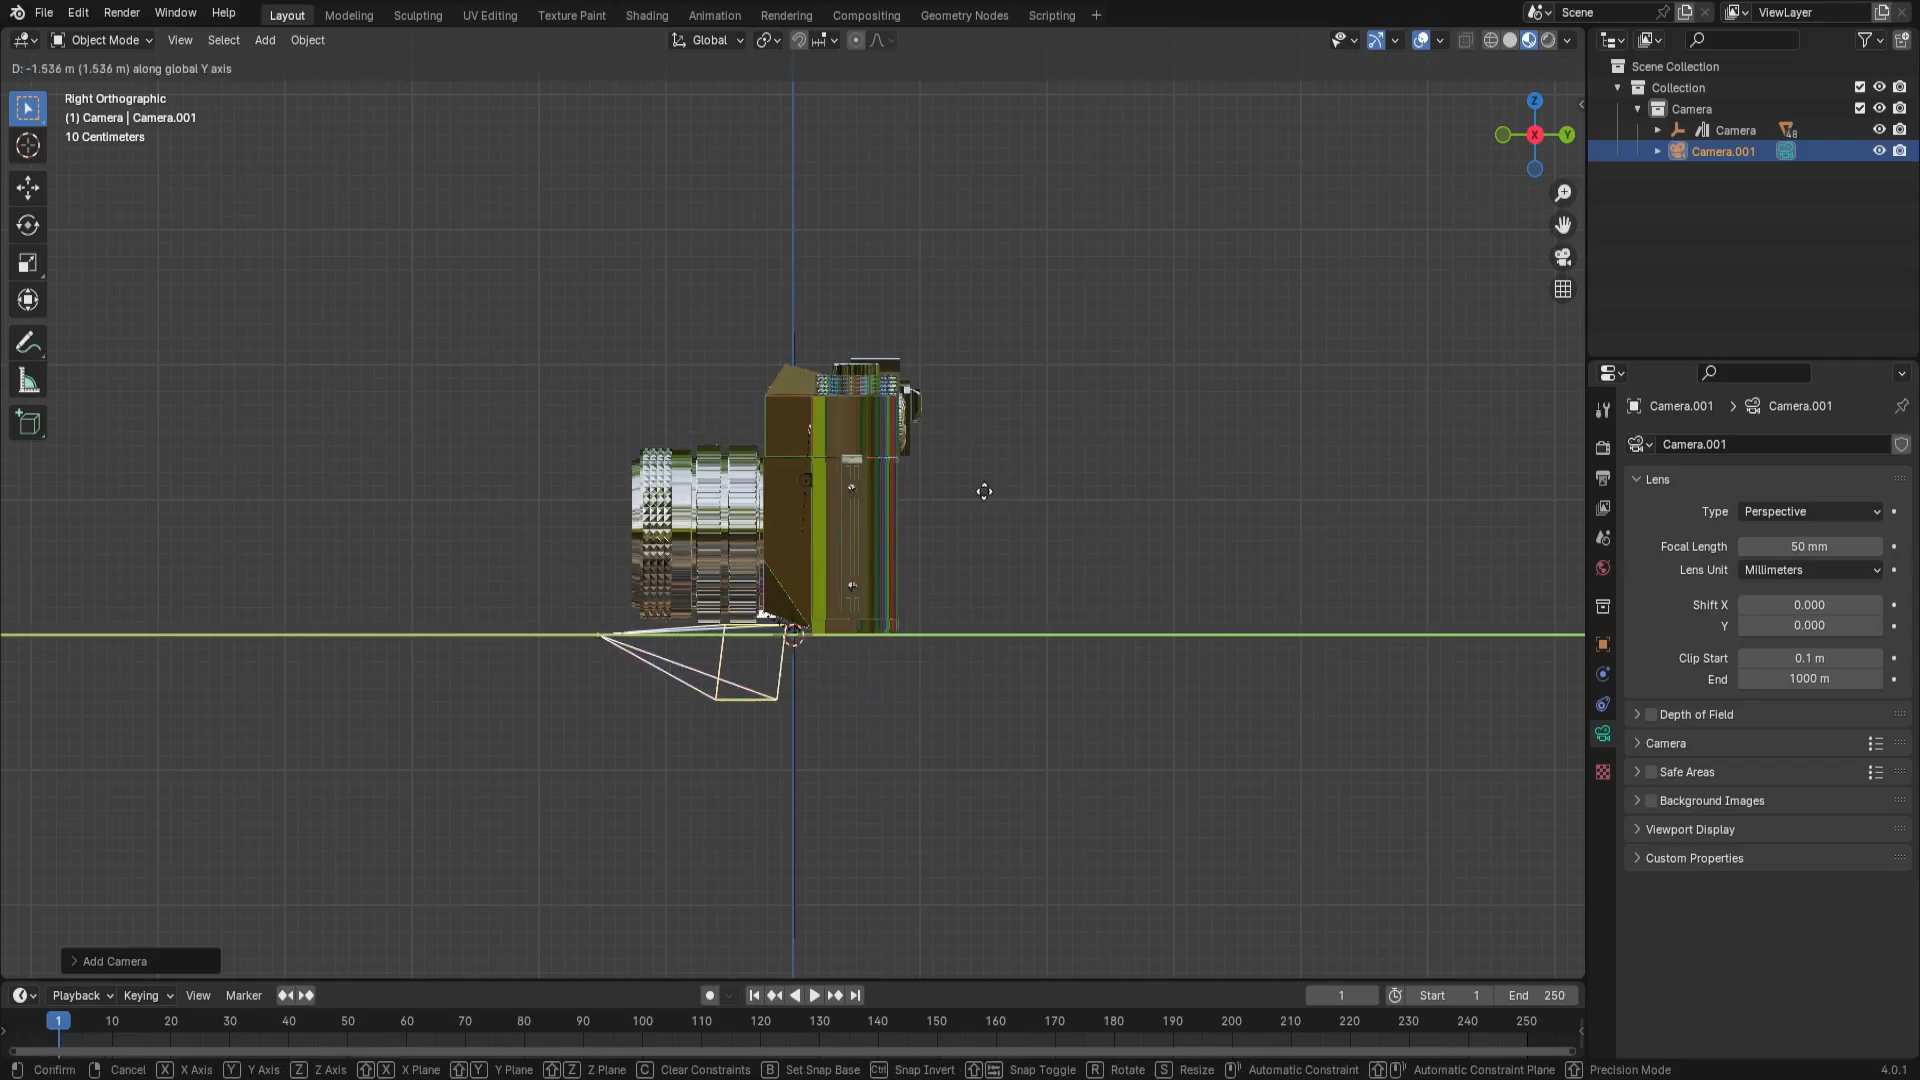 File Edit Render Window Help Layout Modeling Sculpting UV Editing Texture Paint Shading Animation Rendering Compositing Geometry Nodes Scripting + Scene ViewLayer
Object Mode View Select Add Object Global
D: -1.536 m (1.536 m) along global Y axis
Right Orthographic
(1) Camera | Camera.001
10 Centimeters
Z
X
Y
Scene Collection
Collection
Camera
Camera 48
Camera.001
Camera.001 Camera.001
Camera.001
Lens
Type Perspective
Focal Length 50 mm
Lens Unit Millimeters
Shift X 0.000
Y 0.000
Clip Start 0.1 m
End 1000 m
Depth of Field
Camera
Safe Areas
Background Images
Viewport Display
Custom Properties
Add Camera
Playback Keying View Marker 1 Start 1 End 250
1 10 20 30 40 50 60 70 80 90 100 110 120 130 140 150 160 170 180 190 200 210 220 230 240 250
Confirm Cancel X X Axis Y Y Axis Z Z Axis X X Plane Y Y Plane Z Z Plane C Clear Constraints B Set Snap Base Ctrl Snap Invert Snap Toggle R Rotate S Resize Automatic Constraint Automatic Constraint Plane Precision Mode 4.0.1